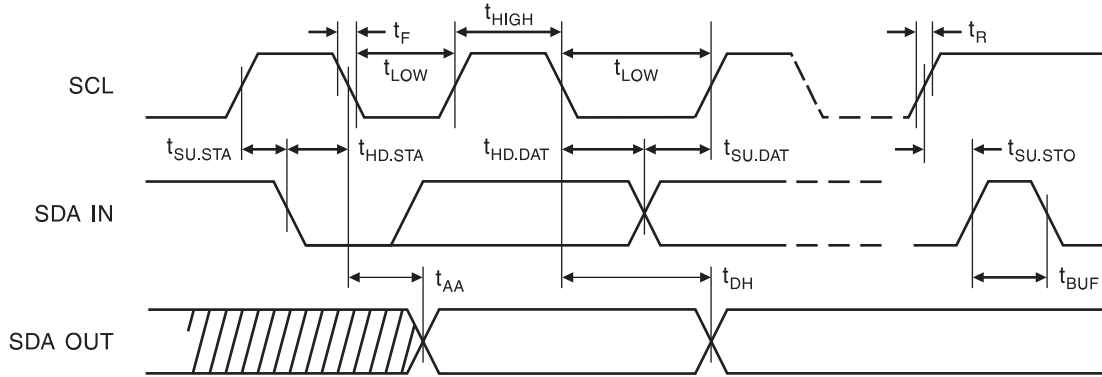 tHIGH
tF
tR
tLOW
tLOW
SCL
tSU.STA
tHD.STA
tHD.DAT
tSU.DAT
tSU.STO
SDA IN
tAA
tDH
tBUF
SDA OUT